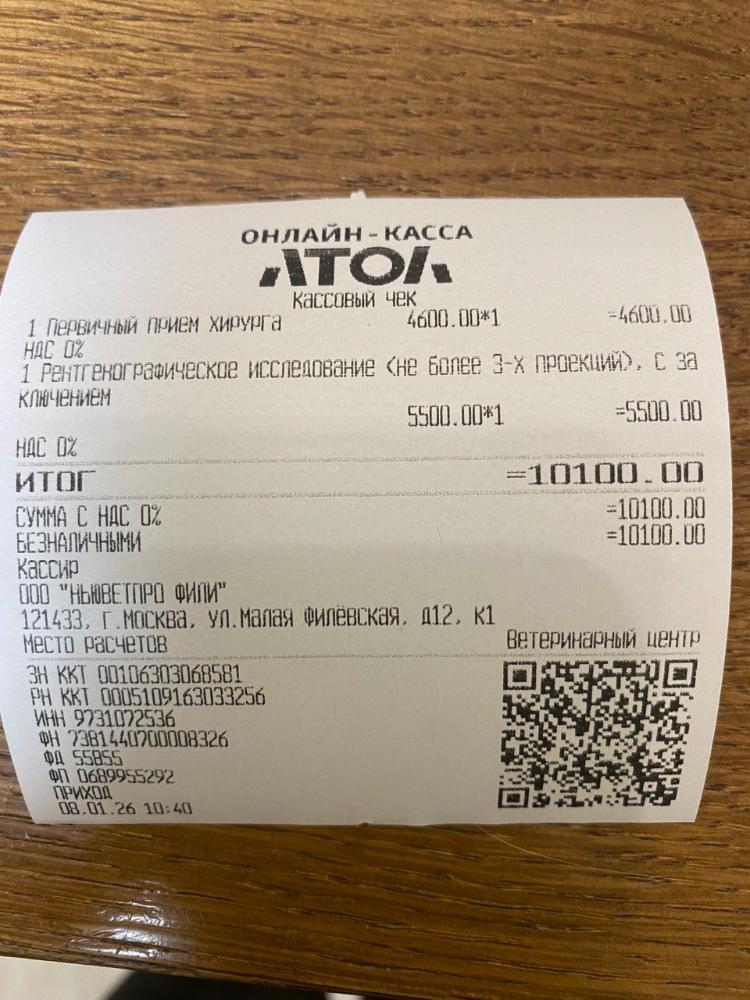 ОНЛАЙН-КАССА
АТОЛ
Кассовый чек
1 Первичный прием хирурга 4600.00*1 =4600.00
НДС 0%
1 Рентгенографическое исследование (не более 3-х проекций), с за
ключением
5500.00*1 =5500.00
НДС 0%
ИТОГ =10100.00
СУММА С НДС 0% =10100.00
БЕЗНАЛИЧНЫМИ =10100.00
Кассир
ООО "НЬЮВЕТПРО ФИЛИ"
121433, г.Москва, ул.Малая Филёвская, д12, к1
Место расчетов Ветеринарный центр
ЗН ККТ 00106303068581
РН ККТ 0005109163033256
ИНН 9731072536
ФН 7381440700008326
ФД 55855
ФП 0689955292
ПРИХОД
08.01.26 10:40